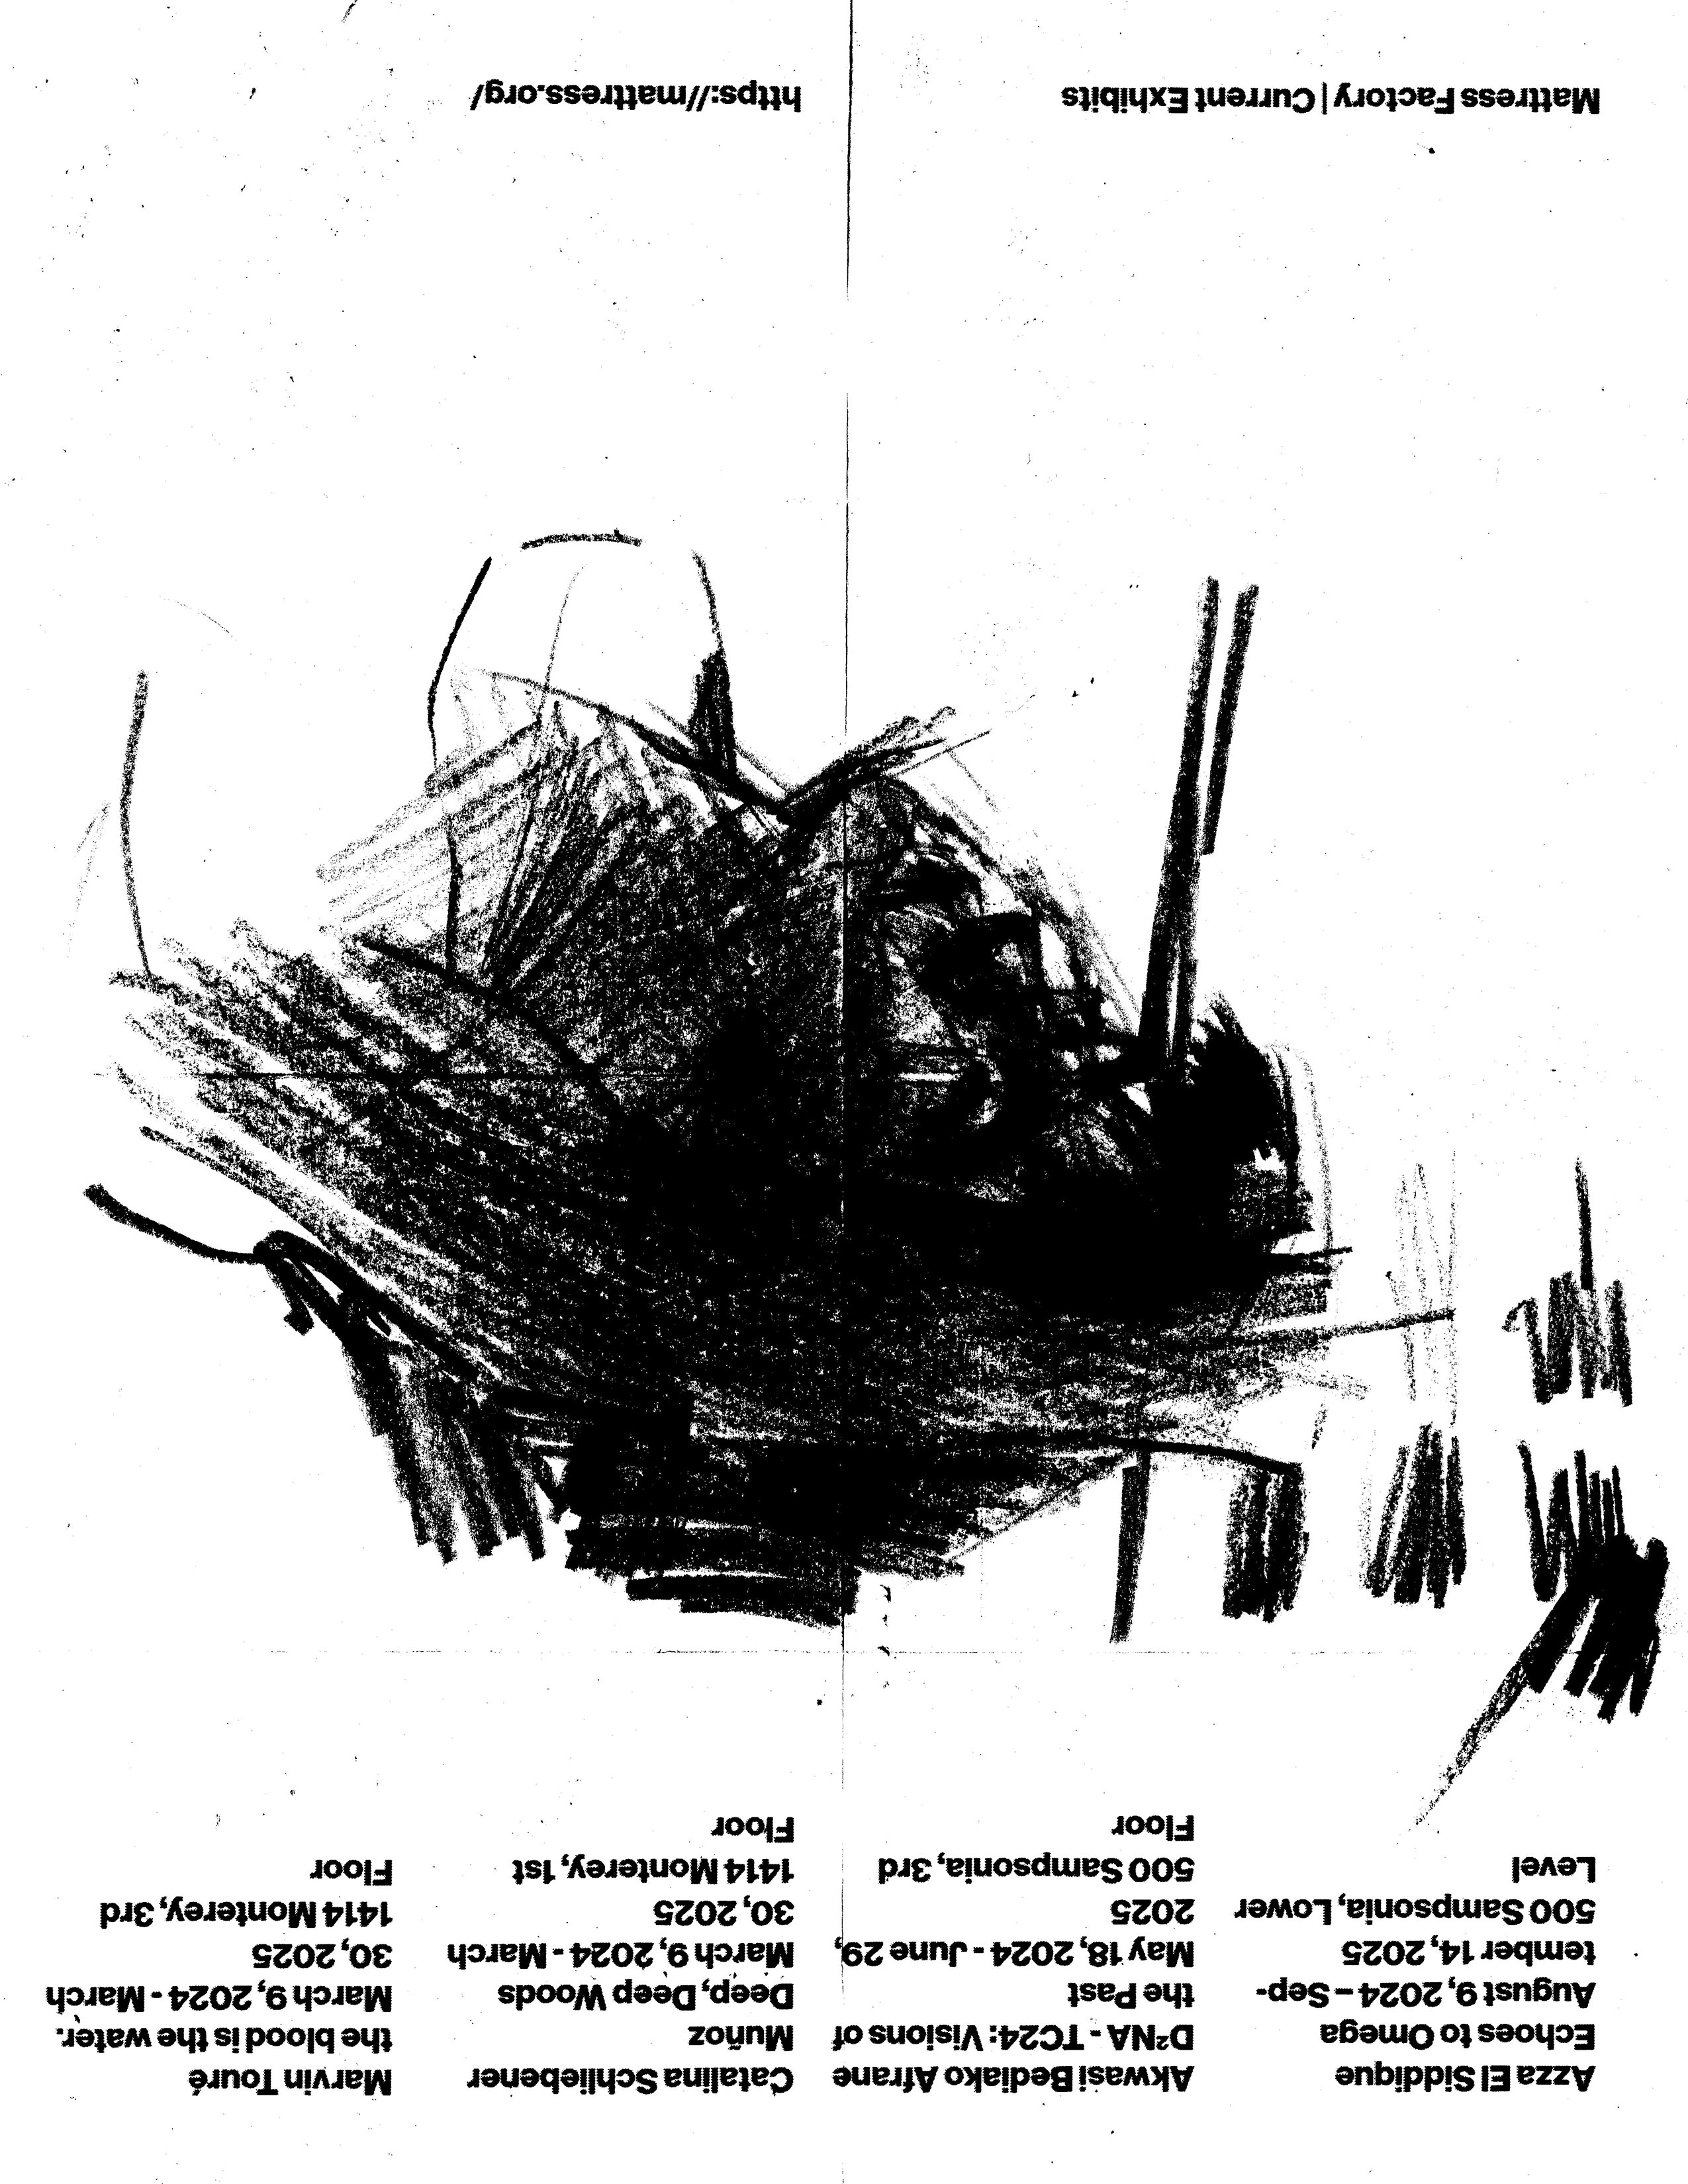 Azza El Siddique
Echoes to Omega
August 9, 2024 – Sep-
tember 14, 2025
500 Sampsonia, Lower
Level
Akwasi Bediako Afrane
D²NA - TC24: Visions of
the Past
May 18, 2024 - June 29,
2025
500 Sampsonia, 3rd
Floor
Catalina Schliebener
Muñoz
Deep, Deep Woods
March 9, 2024 - March
30, 2025
1414 Monterey, 1st
Floor
Marvin Touré
the blood is the water.
March 9, 2024 - March
30, 2025
1414 Monterey, 3rd
Floor
Mattress Factory | Current Exhibits
https://mattress.org/